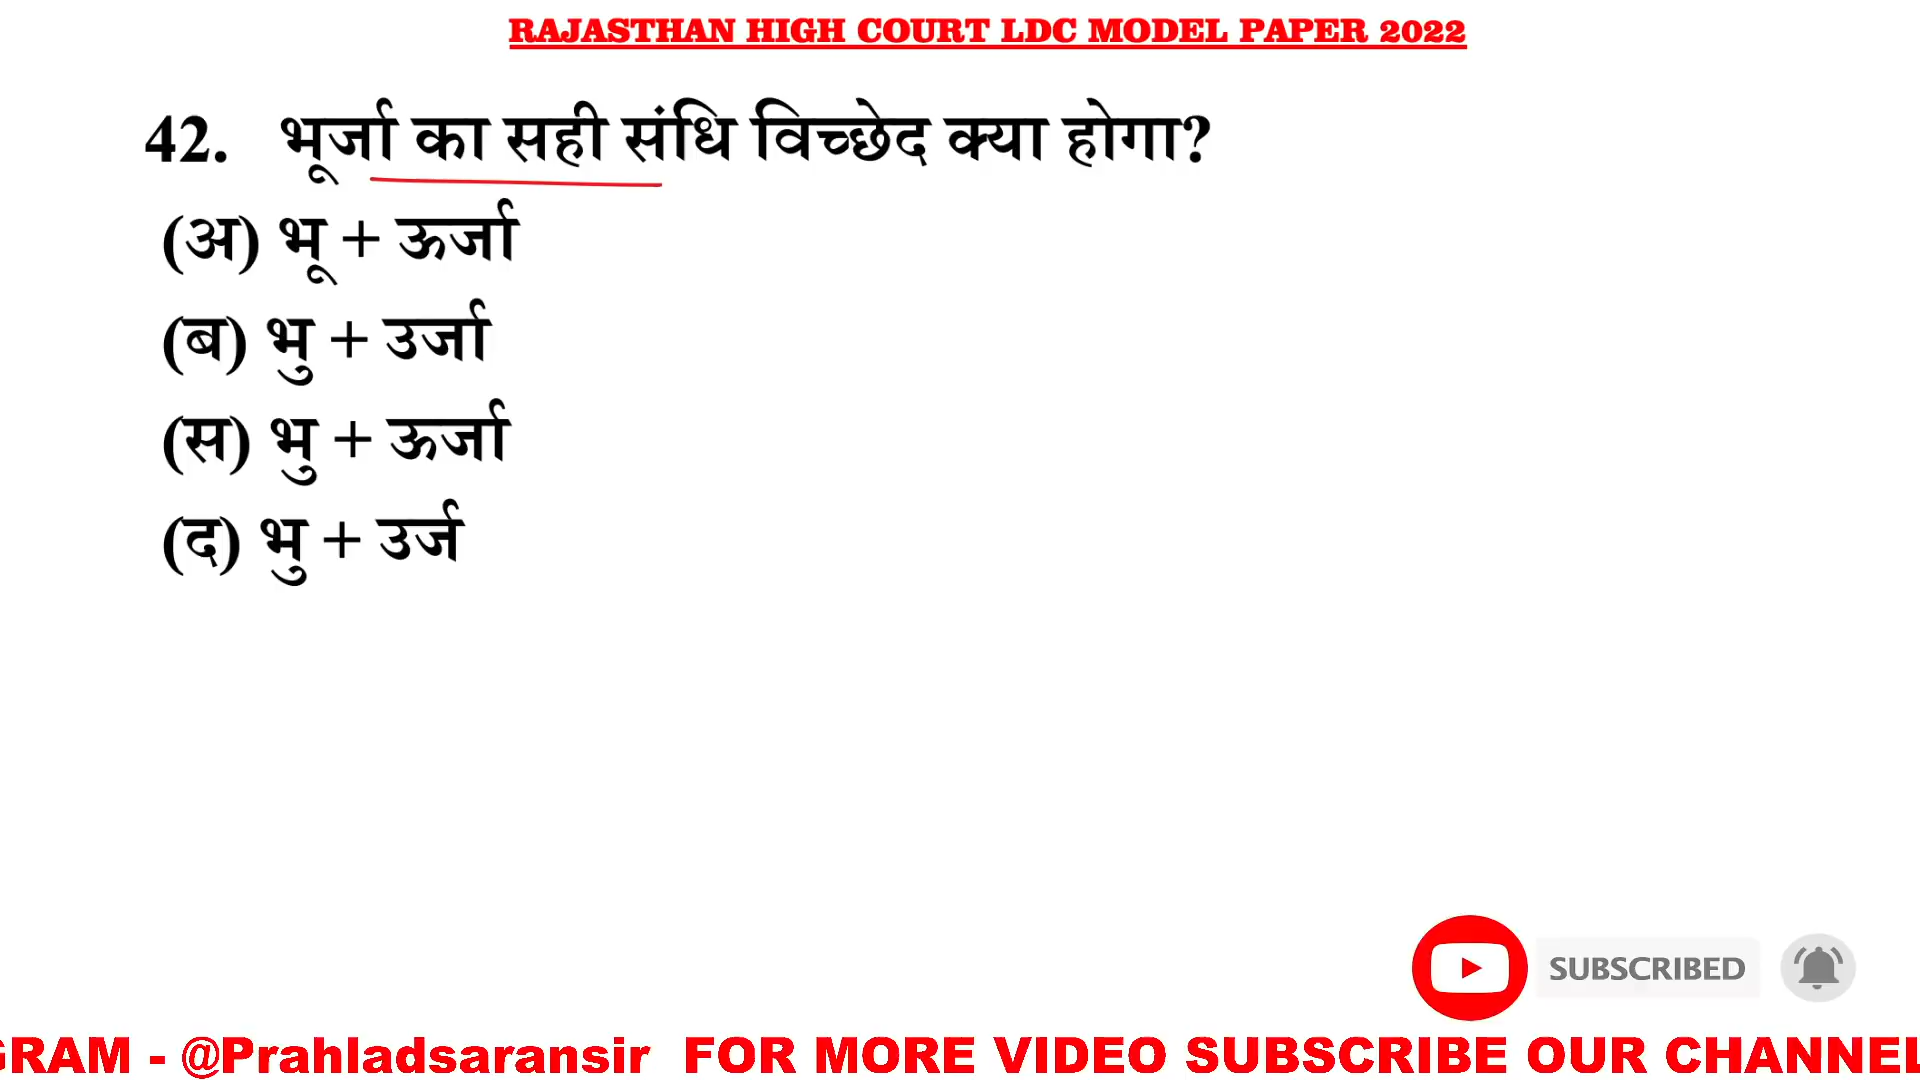 RAJASTHAN HIGH COURT LDC MODEL PAPER 2022
42. भूर्जा का सही संधि विच्छेद क्या होगा?
(अ) भू + ऊर्जा
(ब) भु + उर्जा
(स) भु + ऊर्जा
(द) भु + उर्ज
SUBSCRIBED
GRAM - @Prahladsaransir FOR MORE VIDEO SUBSCRIBE OUR CHANNEL